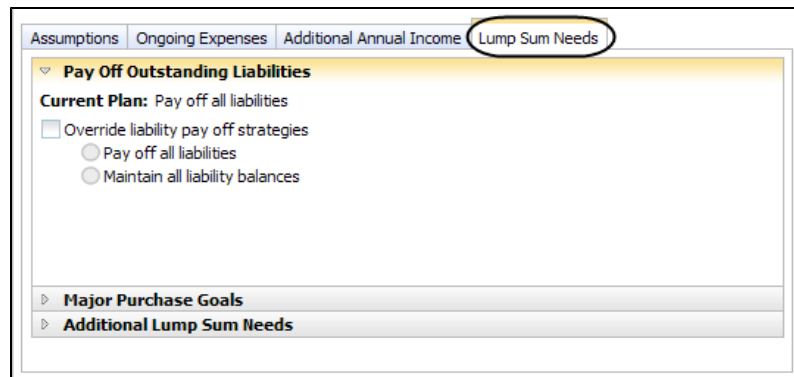 Assumptions Ongoing Expenses Additional Annual Income Lump Sum Needs
Pay Off Outstanding Liabilities
Current Plan: Pay off all liabilities
Override liability pay off strategies
Pay off all liabilities
Maintain all liability balances
Major Purchase Goals
Additional Lump Sum Needs